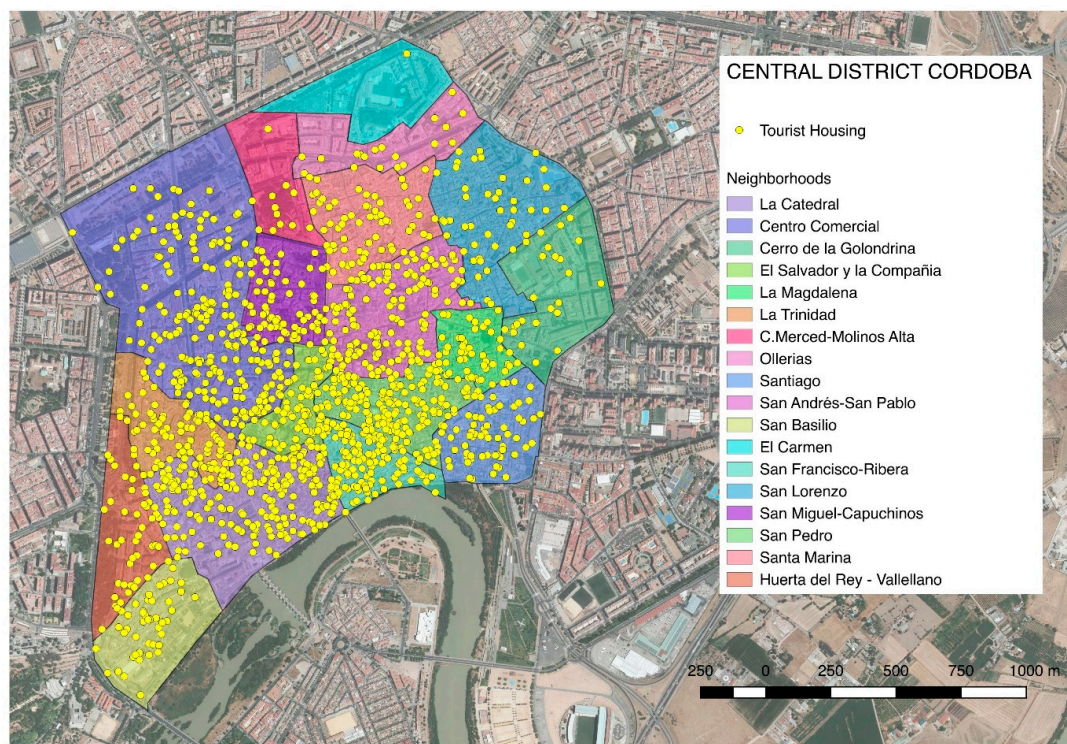 CENTRAL DISTRICT CORDOBA
Tourist Housing
Neighborhoods
La Catedral
Centro Comercial
Cerro de la Golondrina
El Salvador y la Compañia
La Magdalena
La Trinidad
C.Merced-Molinos Alta
Ollerias
Santiago
San Andrés-San Pablo
San Basilio
El Carmen
San Francisco-Ribera
San Lorenzo
San Miguel-Capuchinos
San Pedro
Santa Marina
Huerta del Rey - Vallellano
250 0 250 500 750 1000 m